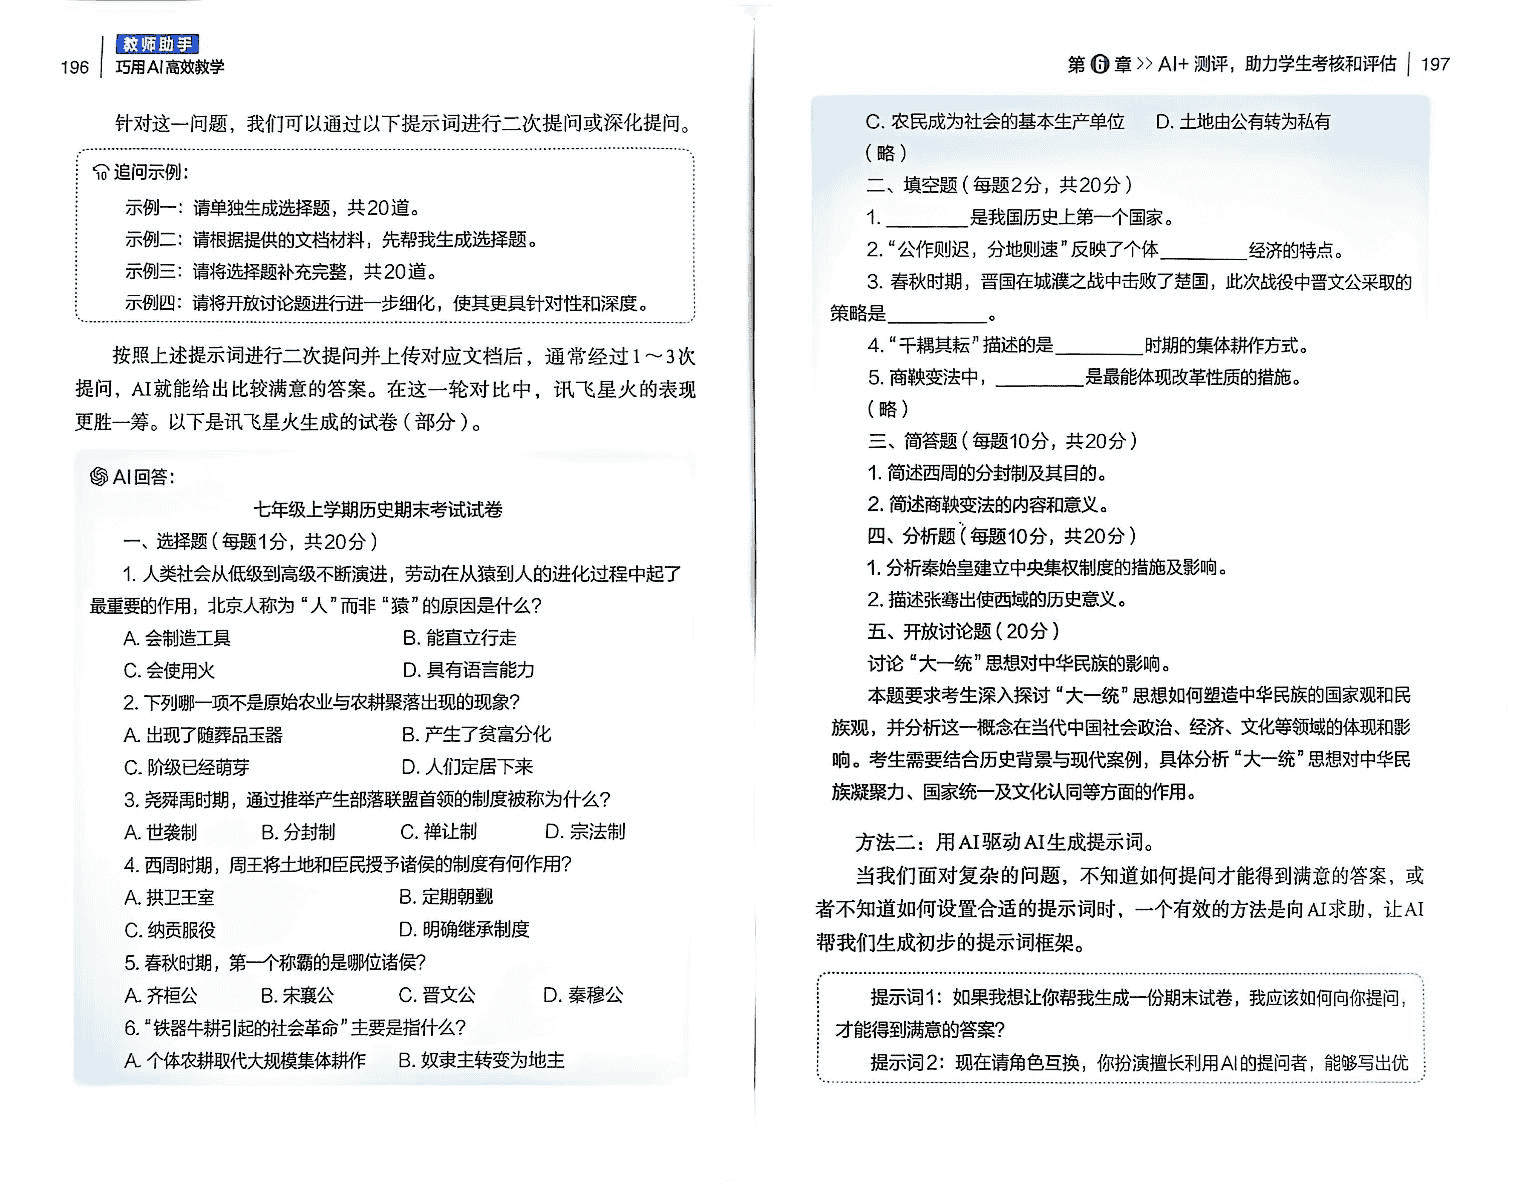 196
教师助手
巧用AI高效教学
针对这一问题，我们可以通过以下提示词进行二次提问或深化提问。
追问示例：
示例一：请单独生成选择题，共20道。
示例二：请根据提供的文档材料，先帮我生成选择题。
示例三：请将选择题补充完整，共20道。
示例四：请将开放讨论题进行进一步细化，使其更具针对性和深度。
按照上述提示词进行二次提问并上传对应文档后，通常经过1～3次
提问，AI就能给出比较满意的答案。在这一轮对比中，讯飞星火的表现
更胜一筹。以下是讯飞星火生成的试卷（部分）。
AI回答：
七年级上学期历史期末考试试卷
一、选择题（每题1分，共20分）
1. 人类社会从低级到高级不断演进，劳动在从猿到人的进化过程中起了
最重要的作用，北京人称为“人”而非“猿”的原因是什么？
A. 会制造工具 B. 能直立行走
C. 会使用火 D. 具有语言能力
2. 下列哪一项不是原始农业与农耕聚落出现的现象？
A. 出现了随葬品玉器 B. 产生了贫富分化
C. 阶级已经萌芽 D. 人们定居下来
3. 尧舜禹时期，通过推举产生部落联盟首领的制度被称为什么？
A. 世袭制 B. 分封制 C. 禅让制 D. 宗法制
4. 西周时期，周王将土地和臣民授予诸侯的制度有何作用？
A. 拱卫王室 B. 定期朝觐
C. 纳贡服役 D. 明确继承制度
5. 春秋时期，第一个称霸的是哪位诸侯？
A. 齐桓公 B. 宋襄公 C. 晋文公 D. 秦穆公
6. “铁器牛耕引起的社会革命”主要是指什么？
A. 个体农耕取代大规模集体耕作 B. 奴隶主转变为地主
第6章 >> AI+ 测评，助力学生考核和评估 197
C. 农民成为社会的基本生产单位 D. 土地由公有转为私有
（略）
二、填空题（每题2分，共20分）
1. ________是我国历史上第一个国家。
2. “公作则迟，分地则速”反映了个体________经济的特点。
3. 春秋时期，晋国在城濮之战中击败了楚国，此次战役中晋文公采取的
策略是________。
4. “千耦其耘”描述的是________时期的集体耕作方式。
5. 商鞅变法中，________是最能体现改革性质的措施。
（略）
三、简答题（每题10分，共20分）
1. 简述西周的分封制及其目的。
2. 简述商鞅变法的内容和意义。
四、分析题（每题10分，共20分）
1. 分析秦始皇建立中央集权制度的措施及影响。
2. 描述张骞出使西域的历史意义。
五、开放讨论题（20分）
讨论“大一统”思想对中华民族的影响。
本题要求考生深入探讨“大一统”思想如何塑造中华民族的国家观和民
族观，并分析这一概念在当代中国社会政治、经济、文化等领域的体现和影
响。考生需要结合历史背景与现代案例，具体分析“大一统”思想对中华民
族凝聚力、国家统一及文化认同等方面的作用。
方法二：用AI驱动AI生成提示词。
当我们面对复杂的问题，不知道如何提问才能得到满意的答案，或
者不知道如何设置合适的提示词时，一个有效的方法是向AI求助，让AI
帮我们生成初步的提示词框架。
提示词1：如果我想让你帮我生成一份期末试卷，我应该如何向你提问，
才能得到满意的答案？
提示词2：现在请角色互换，你扮演擅长利用AI的提问者，能够写出优